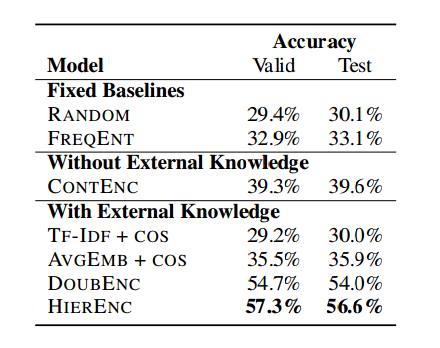 Accuracy
Model Valid Test
Fixed Baselines
RANDOM 29.4% 30.1%
FREQENT 32.9% 33.1%
Without External Knowledge
CONTENC 39.3% 39.6%
With External Knowledge
TF-IDF + COS 29.2% 30.0%
AVGEMB + COS 35.5% 35.9%
DOUBENC 54.7% 54.0%
HIERENC 57.3% 56.6%